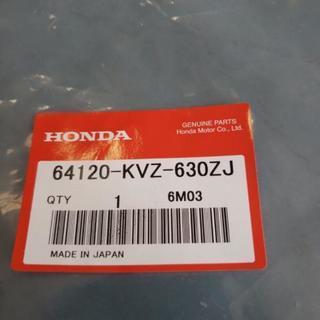 GENUINE PARTS
HONDA Honda Motor Co., Ltd.
64120-KVZ-630ZJ
QTY 1 6M03
MADE IN JAPAN